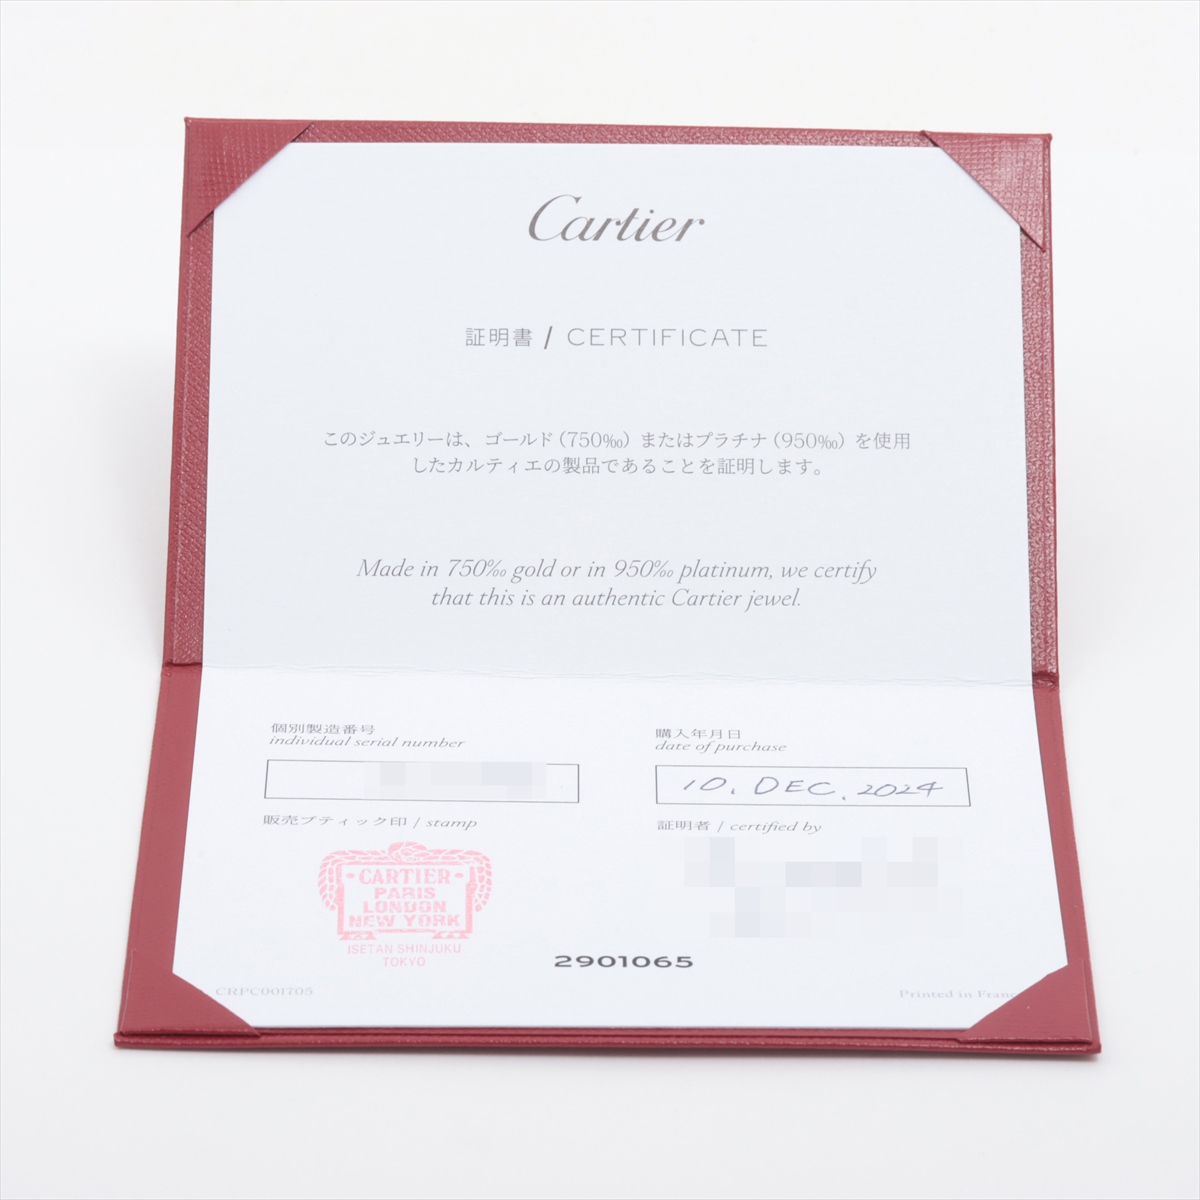 Cartier
証明書 / CERTIFICATE
このジュエリーは、ゴールド（750‰）またはプラチナ（950‰）を使用
したカルティエの製品であることを証明します。
Made in 750‰ gold or in 950‰ platinum, we certify
that this is an authentic Cartier jewel.
個別製造番号
individual serial number
購入年月日
date of purchase
10. DEC. 2024
販売ブティック印 / stamp
証明者 / certified by
CARTIER
PARIS
LONDON
NEW YORK
ISETAN SHINJUKU
TOKYO
2901065
CRPC001705
Printed in Franc